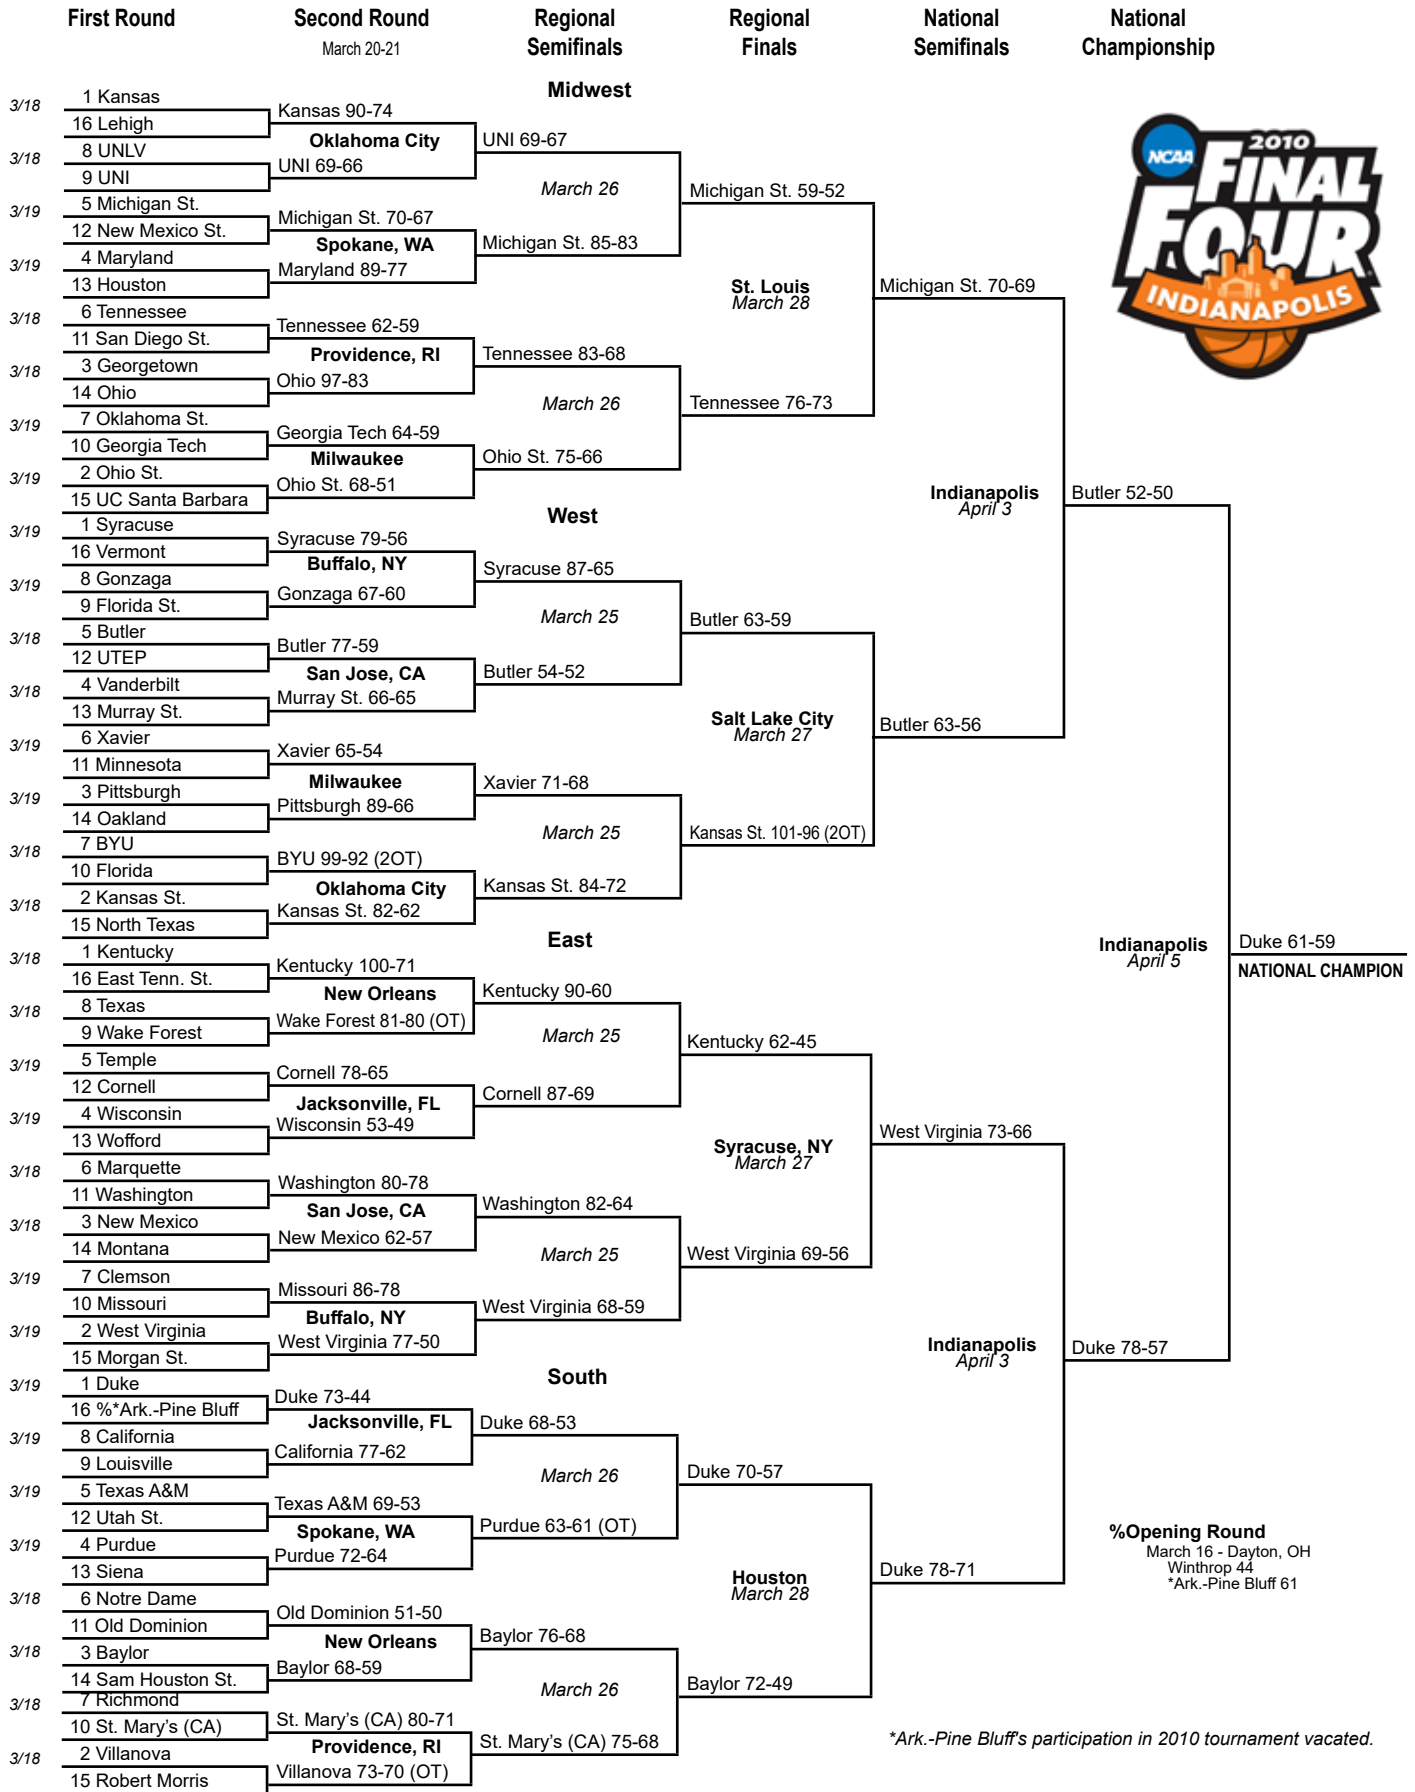 First Round
Second Round
March 20-21
Regional
Semifinals
Regional
Finals
National
Semifinals
National
Championship
NCAA
2010
FINAL
FOUR
INDIANAPOLIS
Midwest
3/18
1 Kansas
16 Lehigh
Kansas 90-74
Oklahoma City
3/18
8 UNLV
9 UNI
UNI 69-66
UNI 69-67
March 26
3/19
5 Michigan St.
12 New Mexico St.
Michigan St. 70-67
Spokane, WA
3/19
4 Maryland
13 Houston
Maryland 89-77
Michigan St. 85-83
Michigan St. 59-52
St. Louis
March 28
3/18
6 Tennessee
11 San Diego St.
Tennessee 62-59
Providence, RI
3/18
3 Georgetown
14 Ohio
Ohio 97-83
Tennessee 83-68
March 26
3/19
7 Oklahoma St.
10 Georgia Tech
Georgia Tech 64-59
Milwaukee
3/19
2 Ohio St.
15 UC Santa Barbara
Ohio St. 68-51
Ohio St. 75-66
Tennessee 76-73
Michigan St. 70-69
West
3/19
1 Syracuse
16 Vermont
Syracuse 79-56
Buffalo, NY
3/19
8 Gonzaga
9 Florida St.
Gonzaga 67-60
Syracuse 87-65
March 25
3/18
5 Butler
12 UTEP
Butler 77-59
San Jose, CA
3/18
4 Vanderbilt
13 Murray St.
Murray St. 66-65
Butler 54-52
Butler 63-59
Salt Lake City
March 27
3/19
6 Xavier
11 Minnesota
Xavier 65-54
Milwaukee
3/19
3 Pittsburgh
14 Oakland
Pittsburgh 89-66
Xavier 71-68
March 25
3/18
7 BYU
10 Florida
BYU 99-92 (2OT)
Oklahoma City
3/18
2 Kansas St.
15 North Texas
Kansas St. 82-62
Kansas St. 84-72
Kansas St. 101-96 (2OT)
Butler 63-56
Indianapolis
April 3
Butler 52-50
East
3/18
1 Kentucky
16 East Tenn. St.
Kentucky 100-71
New Orleans
3/18
8 Texas
9 Wake Forest
Wake Forest 81-80 (OT)
Kentucky 90-60
March 25
3/19
5 Temple
12 Cornell
Cornell 78-65
Jacksonville, FL
3/19
4 Wisconsin
13 Wofford
Wisconsin 53-49
Cornell 87-69
Kentucky 62-45
Syracuse, NY
March 27
3/18
6 Marquette
11 Washington
Washington 80-78
San Jose, CA
3/18
3 New Mexico
14 Montana
New Mexico 62-57
Washington 82-64
March 25
3/19
7 Clemson
10 Missouri
Missouri 86-78
Buffalo, NY
3/19
2 West Virginia
15 Morgan St.
West Virginia 77-50
West Virginia 68-59
West Virginia 69-56
West Virginia 73-66
South
3/19
1 Duke
16 %*Ark.-Pine Bluff
Duke 73-44
Jacksonville, FL
3/19
8 California
9 Louisville
California 77-62
Duke 68-53
March 26
3/19
5 Texas A&M
12 Utah St.
Texas A&M 69-53
Spokane, WA
3/19
4 Purdue
13 Siena
Purdue 72-64
Purdue 63-61 (OT)
Duke 70-57
Houston
March 28
3/18
6 Notre Dame
11 Old Dominion
Old Dominion 51-50
New Orleans
3/18
3 Baylor
14 Sam Houston St.
Baylor 68-59
Baylor 76-68
March 26
3/18
7 Richmond
10 St. Mary's (CA)
St. Mary's (CA) 80-71
Providence, RI
3/18
2 Villanova
15 Robert Morris
Villanova 73-70 (OT)
St. Mary's (CA) 75-68
Baylor 72-49
Duke 78-71
Indianapolis
April 3
Duke 78-57
Indianapolis
April 5
Duke 61-59
NATIONAL CHAMPION
%Opening Round
March 16 - Dayton, OH
Winthrop 44
*Ark.-Pine Bluff 61
*Ark.-Pine Bluff's participation in 2010 tournament vacated.